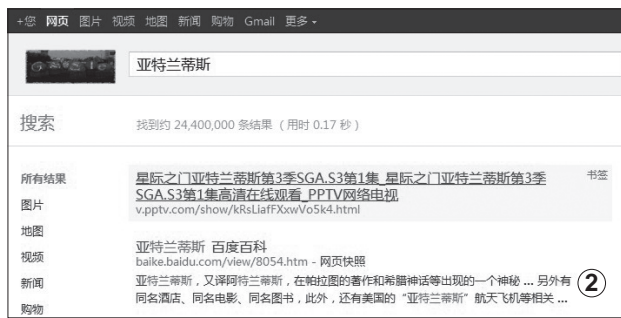 +您 网页 图片 视频 地图 新闻 购物 Gmail 更多
亚特兰蒂斯
搜索
找到约 24,400,000 条结果 （用时 0.17 秒）
所有结果
图片
地图
视频
新闻
购物
星际之门亚特兰蒂斯第3季SGA.S3第1集_星际之门亚特兰蒂斯第3季
书签
SGA.S3第1集高清在线观看_PPTV网络电视
v.pptv.com/show/kRsLiafFXxwVo5k4.html
亚特兰蒂斯 百度百科
baike.baidu.com/view/8054.htm - 网页快照
亚特兰蒂斯，又译阿特兰蒂斯，在帕拉图的著作和希腊神话等出现的一个神秘 ... 另外有
同名酒店、同名电影、同名图书，此外，还有美国的“亚特兰蒂斯”航天飞机等相关 ...
②